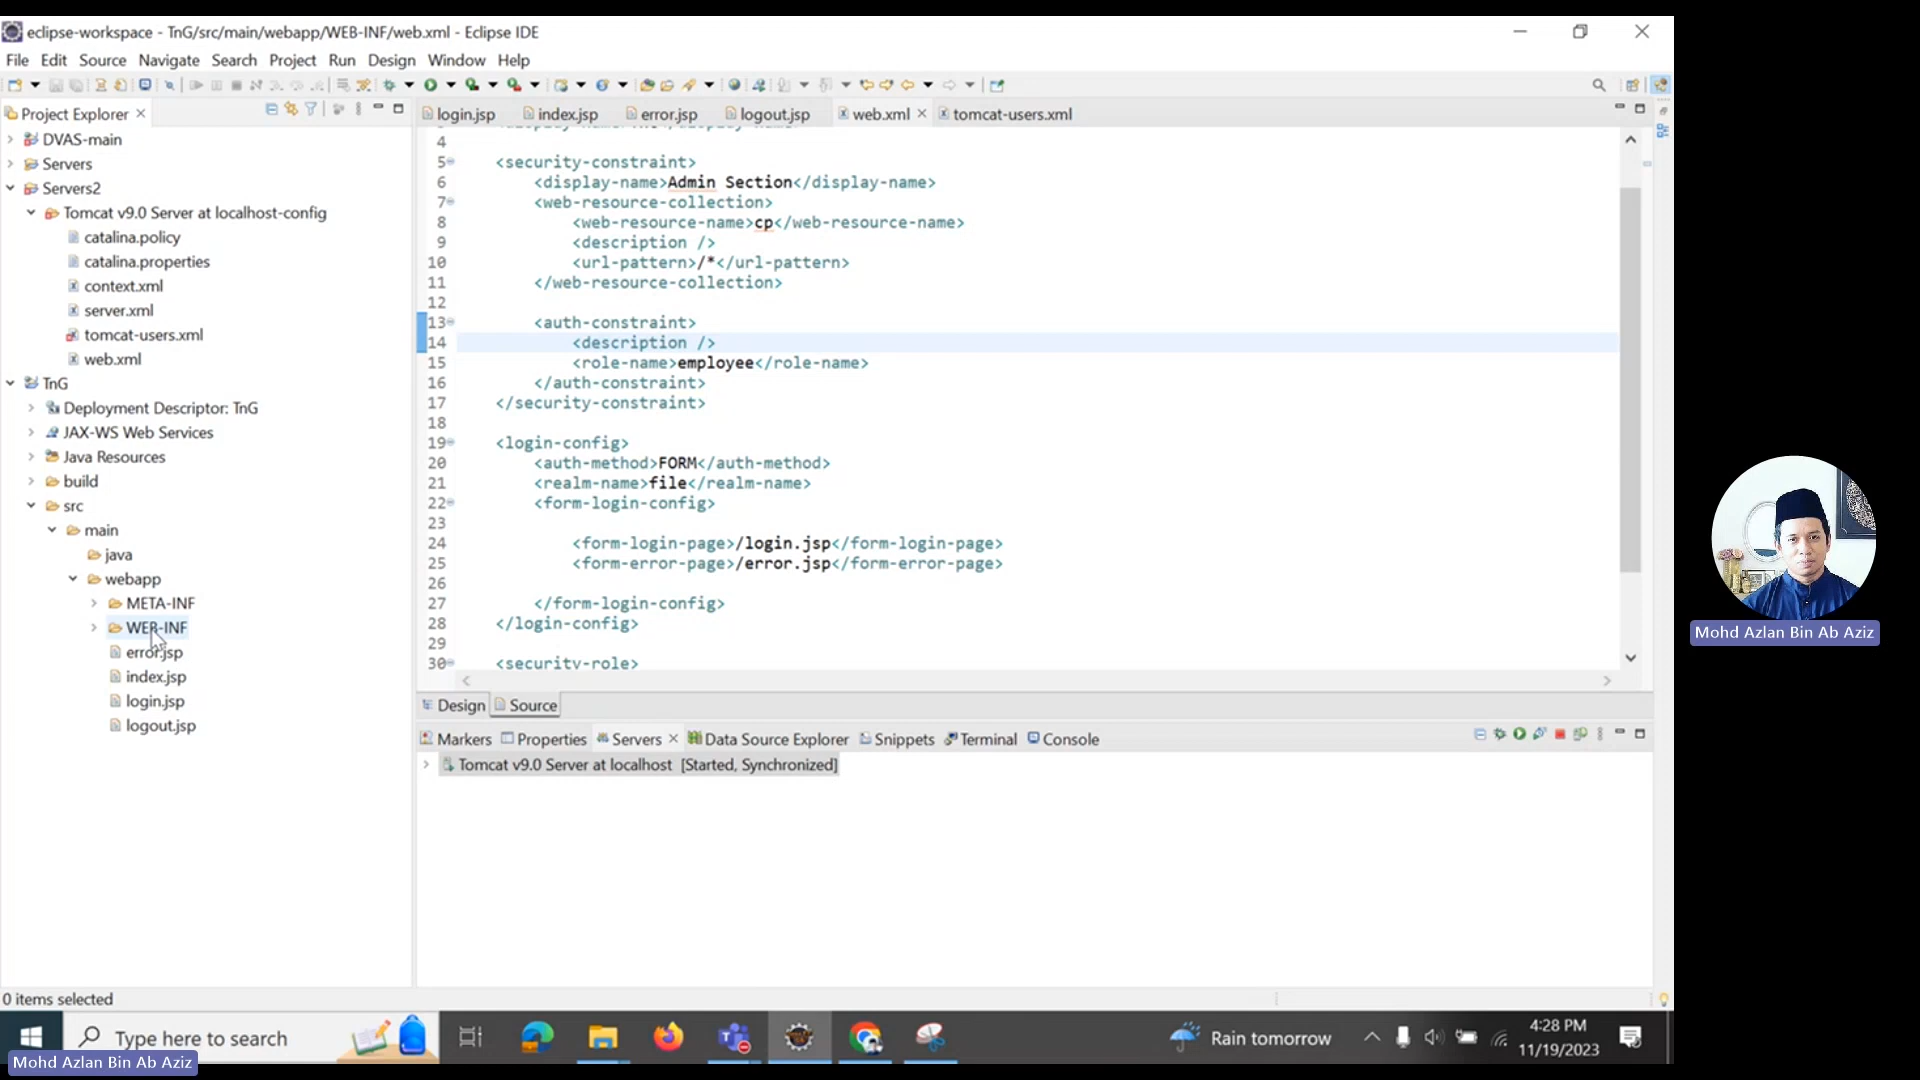 eclipse-workspace - TnG/src/main/webapp/WEB-INF/web.xml - Eclipse IDE
File Edit Source Navigate Search Project Run Design Window Help
Project Explorer
login.jsp index.jsp error.jsp logout.jsp web.xml tomcat-users.xml
DVAS-main
Servers
Servers2
Tomcat v9.0 Server at localhost-config
catalina.policy
catalina.properties
context.xml
server.xml
tomcat-users.xml
web.xml
TnG
Deployment Descriptor: TnG
JAX-WS Web Services
Java Resources
build
src
main
java
webapp
META-INF
WEB-INF
error.jsp
index.jsp
login.jsp
logout.jsp
4
5 <security-constraint>
6 <display-name>Admin Section</display-name>
7 <web-resource-collection>
8 <web-resource-name>cp</web-resource-name>
9 <description />
10 <url-pattern>/*</url-pattern>
11 </web-resource-collection>
12
13 <auth-constraint>
14 <description />
15 <role-name>employee</role-name>
16 </auth-constraint>
17 </security-constraint>
18
19 <login-config>
20 <auth-method>FORM</auth-method>
21 <realm-name>file</realm-name>
22 <form-login-config>
23
24 <form-login-page>/login.jsp</form-login-page>
25 <form-error-page>/error.jsp</form-error-page>
26
27 </form-login-config>
28 </login-config>
29
30 <security-role>
Design Source
Markers Properties Servers Data Source Explorer Snippets Terminal Console
Tomcat v9.0 Server at localhost [Started, Synchronized]
0 items selected
Type here to search
Rain tomorrow
4:28 PM
11/19/2023
Mohd Azlan Bin Ab Aziz
Mohd Azlan Bin Ab Aziz